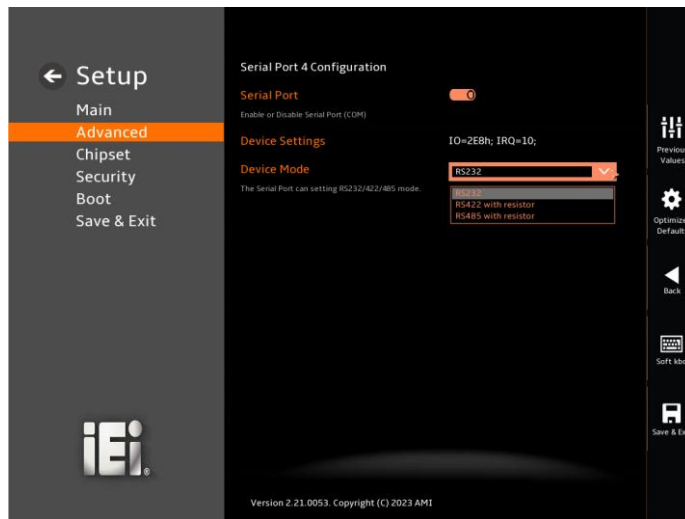 Setup
Main
Advanced
Chipset
Security
Boot
Save & Exit
iEi
Serial Port 4 Configuration
Serial Port
Enable or Disable Serial Port (COM)
Device Settings
IO=2E8h; IRQ=10;
Device Mode
RS232
The Serial Port can setting RS232/422/485 mode.
RS232
RS422 with resistor
RS485 with resistor
Version 2.21.0053. Copyright (C) 2023 AMI
Previou
Values
Optimize
Default
Back
Soft kb
Save & Ex